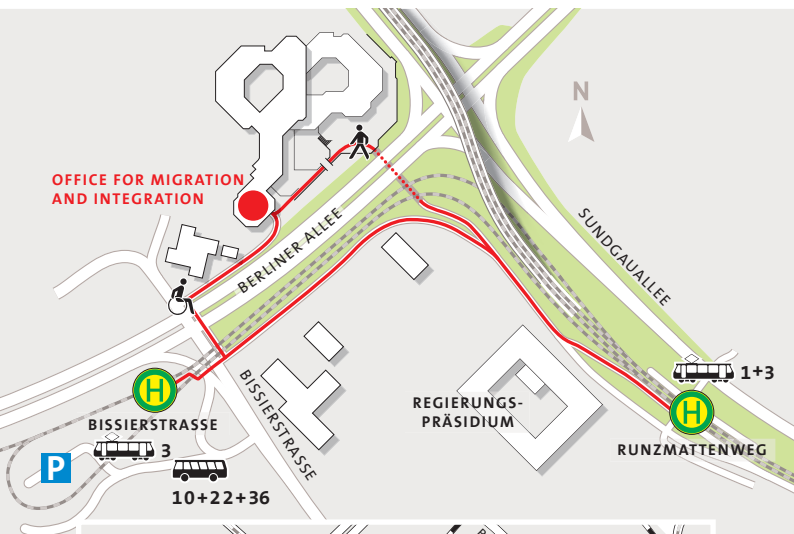 N
OFFICE FOR MIGRATION
AND INTEGRATION
BERLINER ALLEE
SUNDGAUALLEE
BISSIERSTRASSE
H
BISSIERSTRASSE
3
P
10+22+36
REGIERUNGS-
PRÄSIDIUM
1+3
H
RUNZMATTENWEG